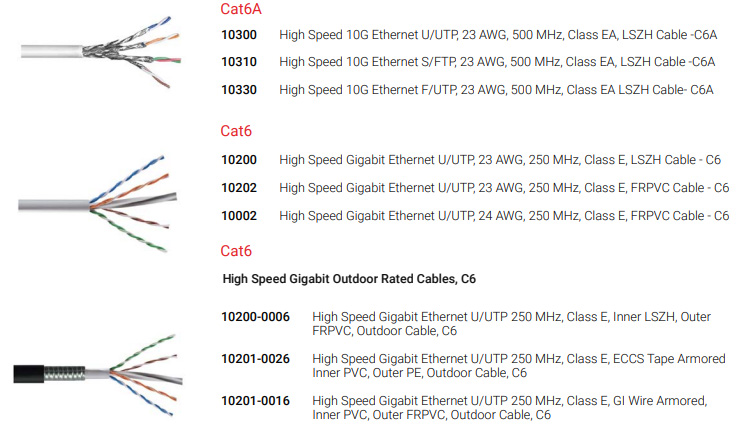 Cat6A
10300 High Speed 10G Ethernet U/UTP, 23 AWG, 500 MHz, Class EA, LSZH Cable -C6A
10310 High Speed 10G Ethernet S/FTP, 23 AWG, 500 MHz, Class EA, LSZH Cable -C6A
10330 High Speed 10G Ethernet F/UTP, 23 AWG, 500 MHz, Class EA LSZH Cable- C6A
Cat6
10200 High Speed Gigabit Ethernet U/UTP, 23 AWG, 250 MHz, Class E, LSZH Cable - C6
10202 High Speed Gigabit Ethernet U/UTP, 23 AWG, 250 MHz, Class E, FRPVC Cable - C6
10002 High Speed Gigabit Ethernet U/UTP, 24 AWG, 250 MHz, Class E, FRPVC Cable - C6
Cat6
High Speed Gigabit Outdoor Rated Cables, C6
10200-0006 High Speed Gigabit Ethernet U/UTP 250 MHz, Class E, Inner LSZH, Outer
FRPVC, Outdoor Cable, C6
10201-0026 High Speed Gigabit Ethernet U/UTP 250 MHz, Class E, ECCS Tape Armored
Inner PVC, Outer PE, Outdoor Cable, C6
10201-0016 High Speed Gigabit Ethernet U/UTP 250 MHz, Class E, GI Wire Armored,
Inner PVC, Outer FRPVC, Outdoor Cable, C6